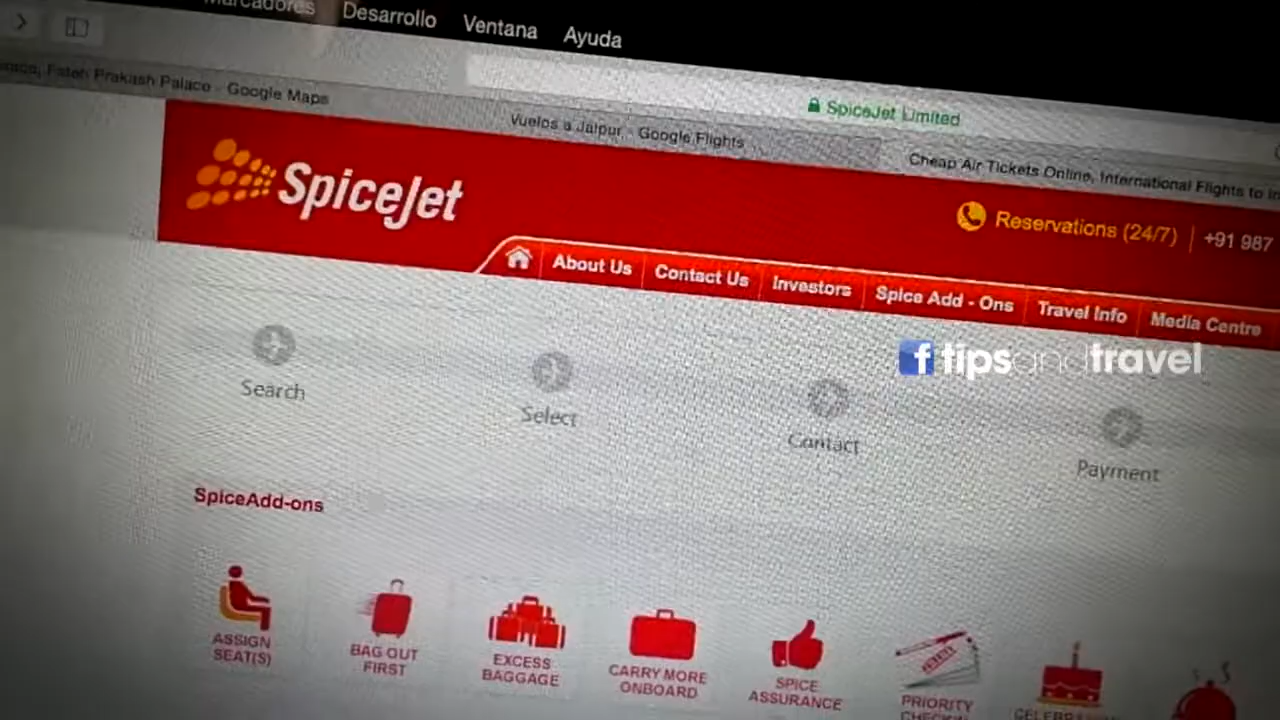 Marcadores Desarrollo Ventana Ayuda
SpiceJet Limited
Fateh Prakash Palace - Google Maps
Vuelos a Jaipur, - Google Flights
Cheap Air Tickets Online, International Flights to In
SpiceJet
Reservations (24/7) | +91 987
About Us
Contact Us
Investors
Spice Add - Ons
Travel Info
Media Centre
f tipsandtravel
Search
Select
Contact
Payment
SpiceAdd-ons
ASSIGN
SEAT(S)
BAG OUT
FIRST
EXCESS
BAGGAGE
CARRY MORE
ONBOARD
SPICE
ASSURANCE
TICKETS
PRIORITY
CHECKIN